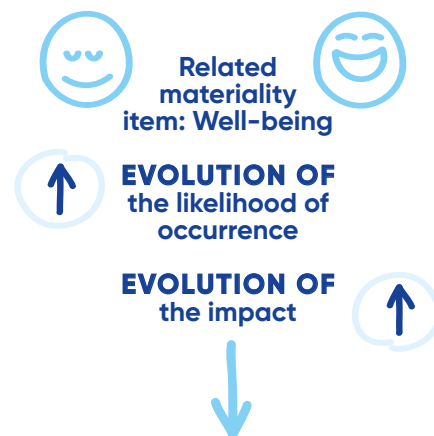 Related
materiality
item: Well-being
EVOLUTION OF
the likelihood of
occurrence
EVOLUTION OF
the impact